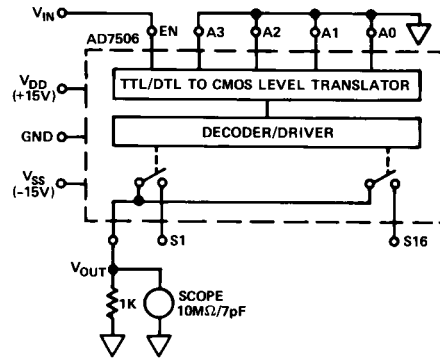 VIN
AD7506
EN A3 A2 A1 A0
VDD
(+15V)
TTL/DTL TO CMOS LEVEL TRANSLATOR
GND
DECODER/DRIVER
VSS
(-15V)
S1
S16
VOUT
1K
SCOPE
10MΩ/7pF